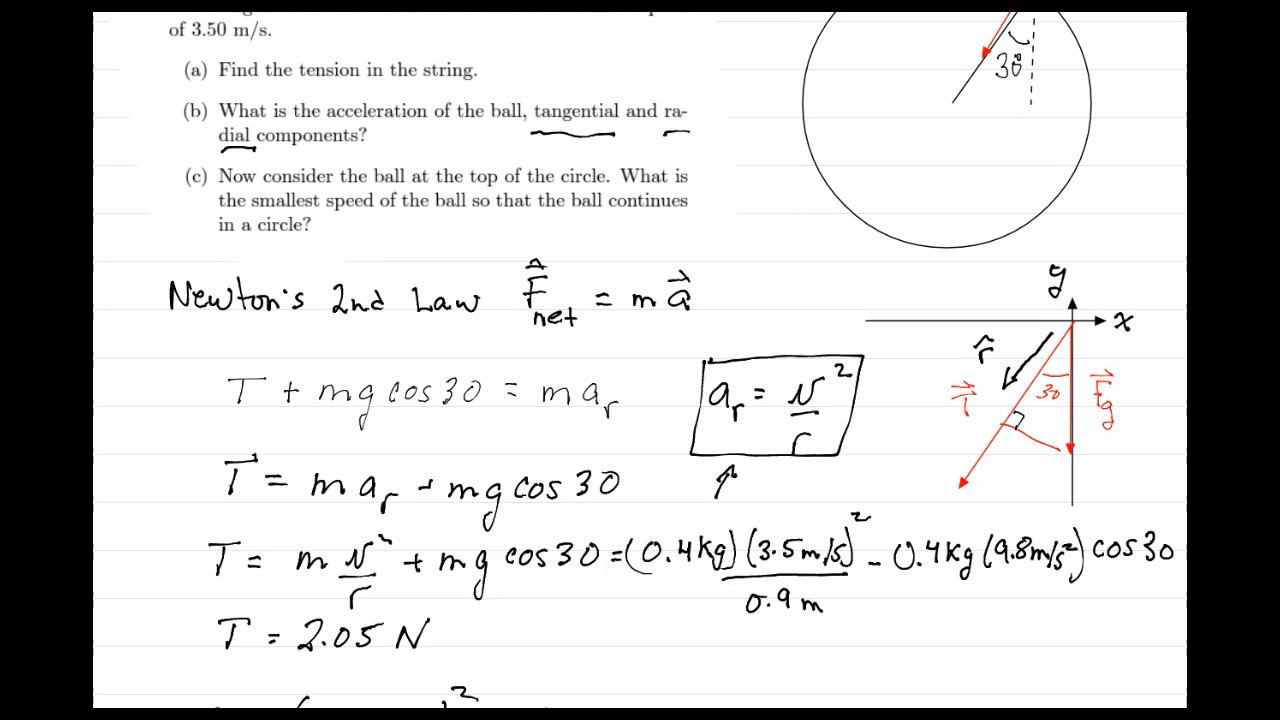 of 3.50 m/s.
(a) Find the tension in the string.
(b) What is the acceleration of the ball, tangential and ra-
dial components?
(c) Now consider the ball at the top of the circle. What is
the smallest speed of the ball so that the ball continues
in a circle?
30°
Newton's 2nd Law F⃗net = m a⃗
y
x
r̂
T⃗
30
F⃗g
T + mg cos30 = m aᵣ
aᵣ = v²/r
T⃗ = m aᵣ + mg cos 30
T = m v²/r + mg cos 30 = (0.4kg) (3.5m/s)²/0.9m - 0.4kg (9.8m/s²) cos 30
T = 2.05 N